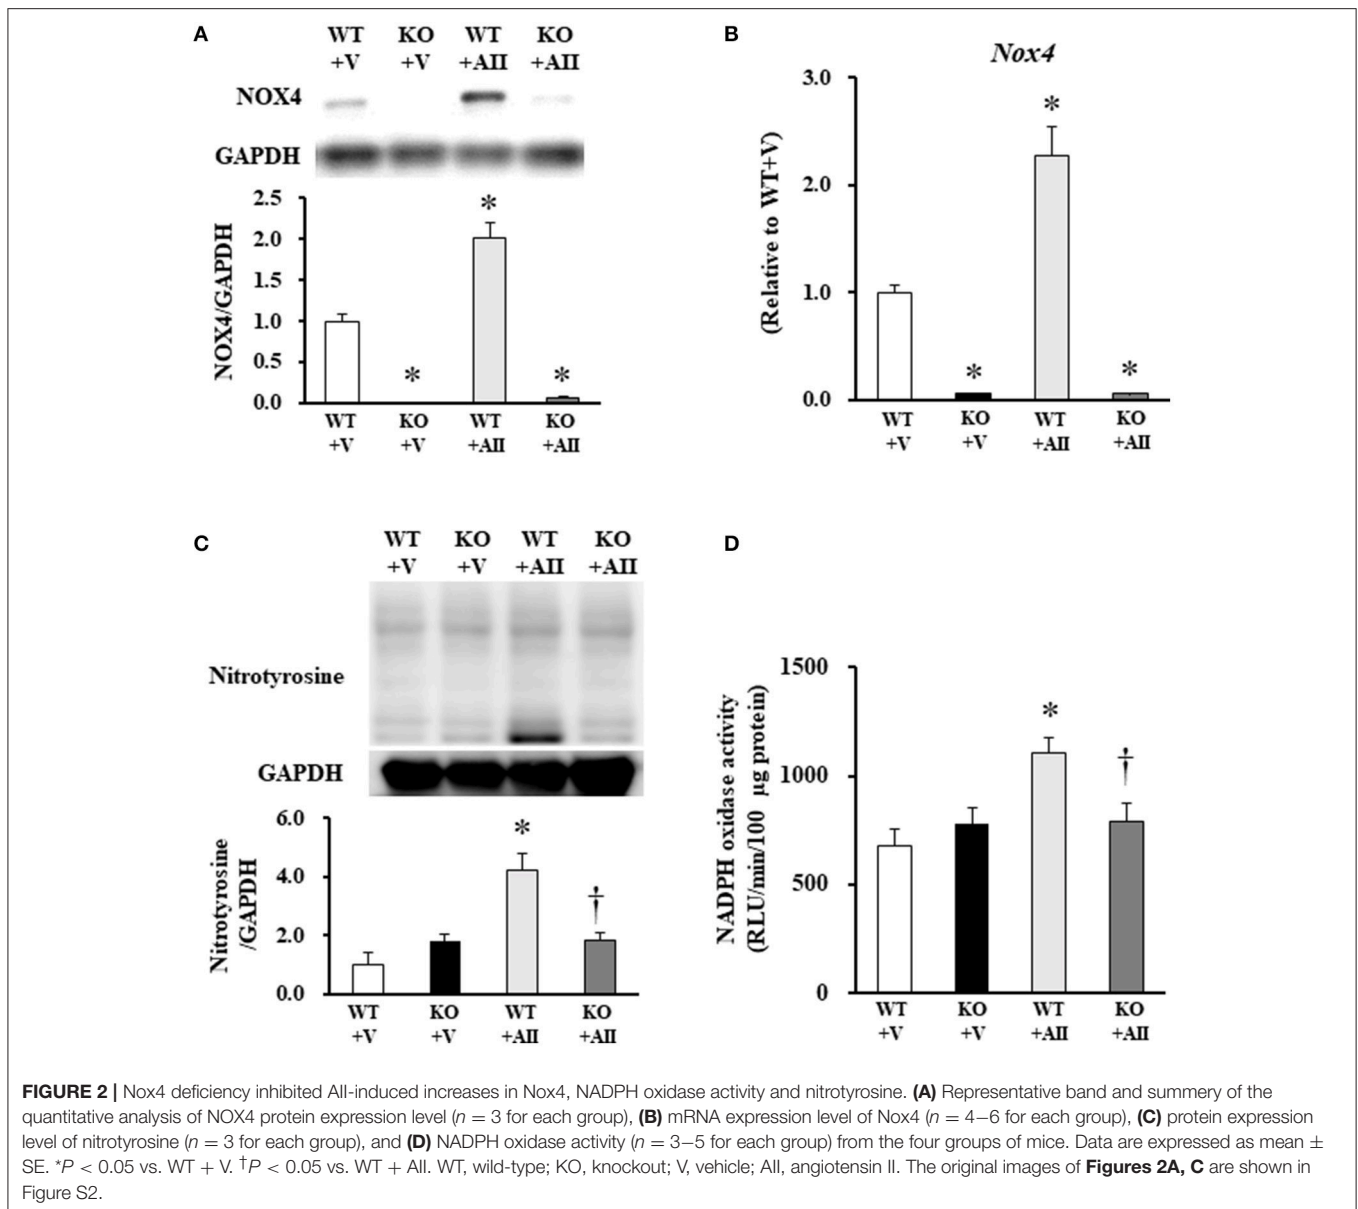 A
WT KO WT KO
+V +V +AII +AII
NOX4
GAPDH
NOX4/GAPDH
2.5
2.0
1.5
1.0
0.5
0.0
*
*
*
WT KO WT KO
+V +V +AII +AII
B
Nox4
(Relative to WT+V)
3.0
2.0
1.0
0.0
*
*
*
WT KO WT KO
+V +V +AII +AII
C
WT KO WT KO
+V +V +AII +AII
Nitrotyrosine
GAPDH
Nitrotyrosine
/GAPDH
6.0
4.0
2.0
0.0
*
†
WT KO WT KO
+V +V +AII +AII
D
NADPH oxidase activity
(RLU/min/100 µg protein)
1500
1000
500
0
*
†
WT KO WT KO
+V +V +AII +AII
FIGURE 2 | Nox4 deficiency inhibited AII-induced increases in Nox4, NADPH oxidase activity and nitrotyrosine. (A) Representative band and summery of the
quantitative analysis of NOX4 protein expression level (n = 3 for each group), (B) mRNA expression level of Nox4 (n = 4–6 for each group), (C) protein expression
level of nitrotyrosine (n = 3 for each group), and (D) NADPH oxidase activity (n = 3–5 for each group) from the four groups of mice. Data are expressed as mean ±
SE. *P < 0.05 vs. WT + V. †P < 0.05 vs. WT + AII. WT, wild-type; KO, knockout; V, vehicle; AII, angiotensin II. The original images of Figures 2A, C are shown in
Figure S2.